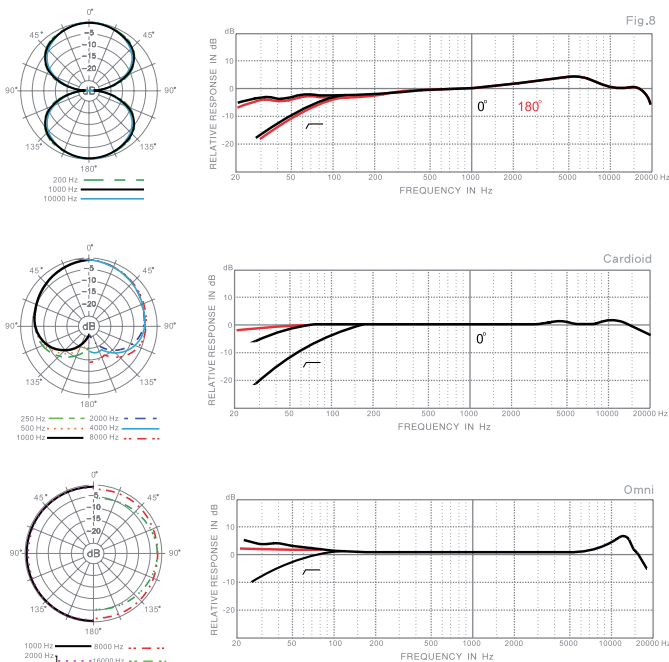 Fig.8
0°
45° 45°
90° 90°
135° 135°
180°
-5
-10
-15
-20
dB
200 Hz
1000 Hz
10000 Hz
RELATIVE RESPONSE IN dB
dB
10
0
-10
-20
0° 180°
20 50 100 200 500 1000 2000 5000 10000 20000 Hz
FREQUENCY IN Hz
Cardioid
0°
45° 45°
90° 90°
135° 135°
180°
-5
-10
-15
-20
dB
250 Hz 2000 Hz
500 Hz 4000 Hz
1000 Hz 8000 Hz
RELATIVE RESPONSE IN dB
dB
10
0
-10
-20
0°
20 50 100 200 500 1000 2000 5000 10000 20000 Hz
FREQUENCY IN Hz
Omni
0°
45° 45°
90° 90°
135° 135°
180°
-5
-10
-15
-20
dB
1000 Hz 8000 Hz
2000 Hz 16000 Hz
RELATIVE RESPONSE IN dB
dB
10
0
-10
-20
20 50 100 200 500 1000 2000 5000 10000 20000 Hz
FREQUENCY IN Hz